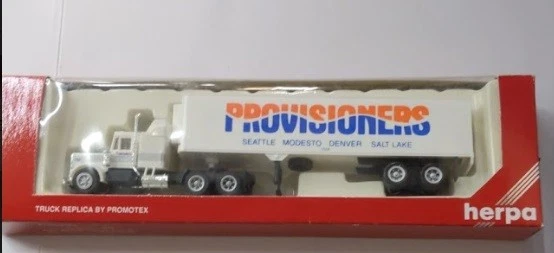 PROVISIONERS
SEATTLE MODESTO DENVER SALT LAKE
TRUCK REPLICA BY PROMOTEX
herpa